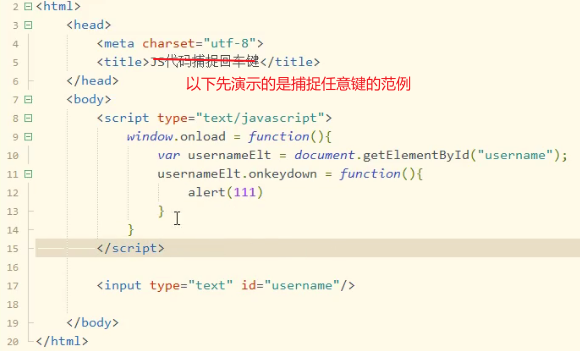 2 <html>
3 <head>
4 <meta charset="utf-8">
5 <title>JS代码捕捉回车键</title>
6 </head>
以下先演示的是捕捉任意键的范例
7 <body>
8 <script type="text/javascript">
9 window.onload = function(){
10 var usernameElt = document.getElementById("username");
11 usernameElt.onkeydown = function(){
12 alert(111)
13 }
14 }
15 </script>
16
17 <input type="text" id="username"/>
18
19 </body>
20 </html>